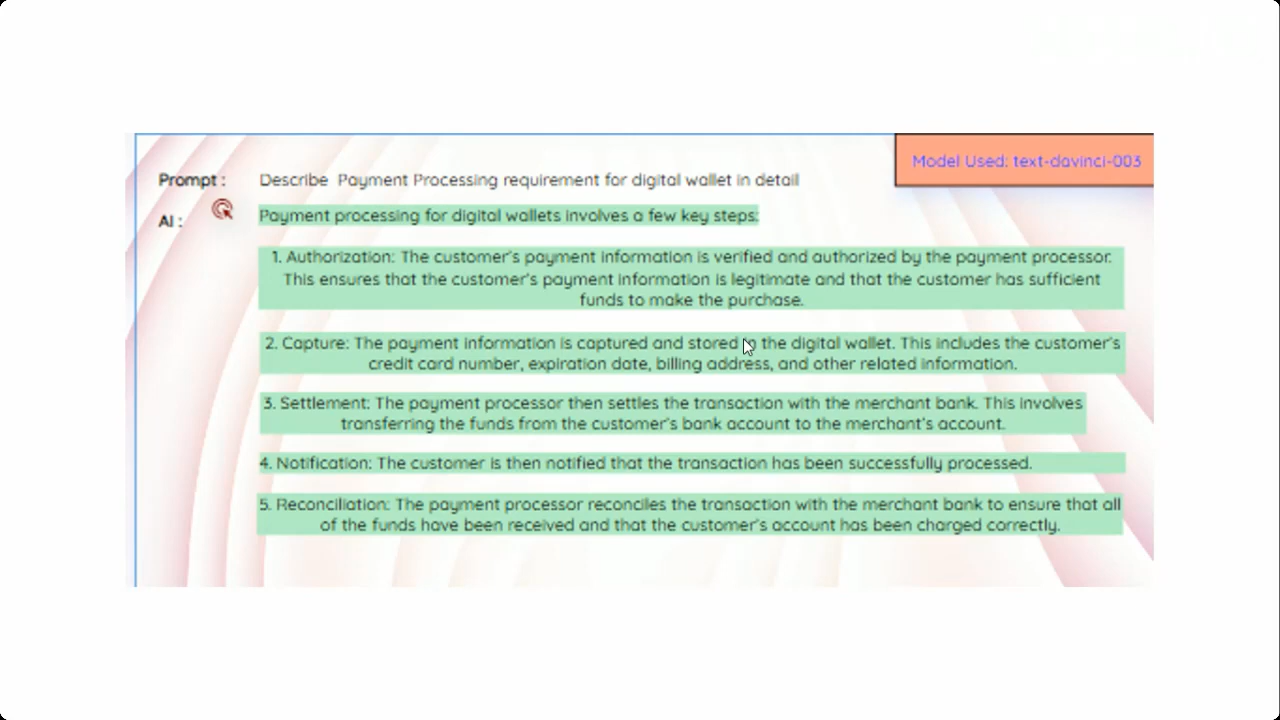 Model Used: text-davinci-003
Prompt : Describe Payment Processing requirement for digital wallet in detail
AI : Payment processing for digital wallets involves a few key steps:
1. Authorization: The customer's payment information is verified and authorized by the payment processor.
This ensures that the customer's payment information is legitimate and that the customer has sufficient
funds to make the purchase.
2. Capture: The payment information is captured and stored in the digital wallet. This includes the customer's
credit card number, expiration date, billing address, and other related information.
3. Settlement: The payment processor then settles the transaction with the merchant bank. This involves
transferring the funds from the customer's bank account to the merchant's account.
4. Notification: The customer is then notified that the transaction has been successfully processed.
5. Reconciliation: The payment processor reconciles the transaction with the merchant bank to ensure that all
of the funds have been received and that the customer's account has been charged correctly.